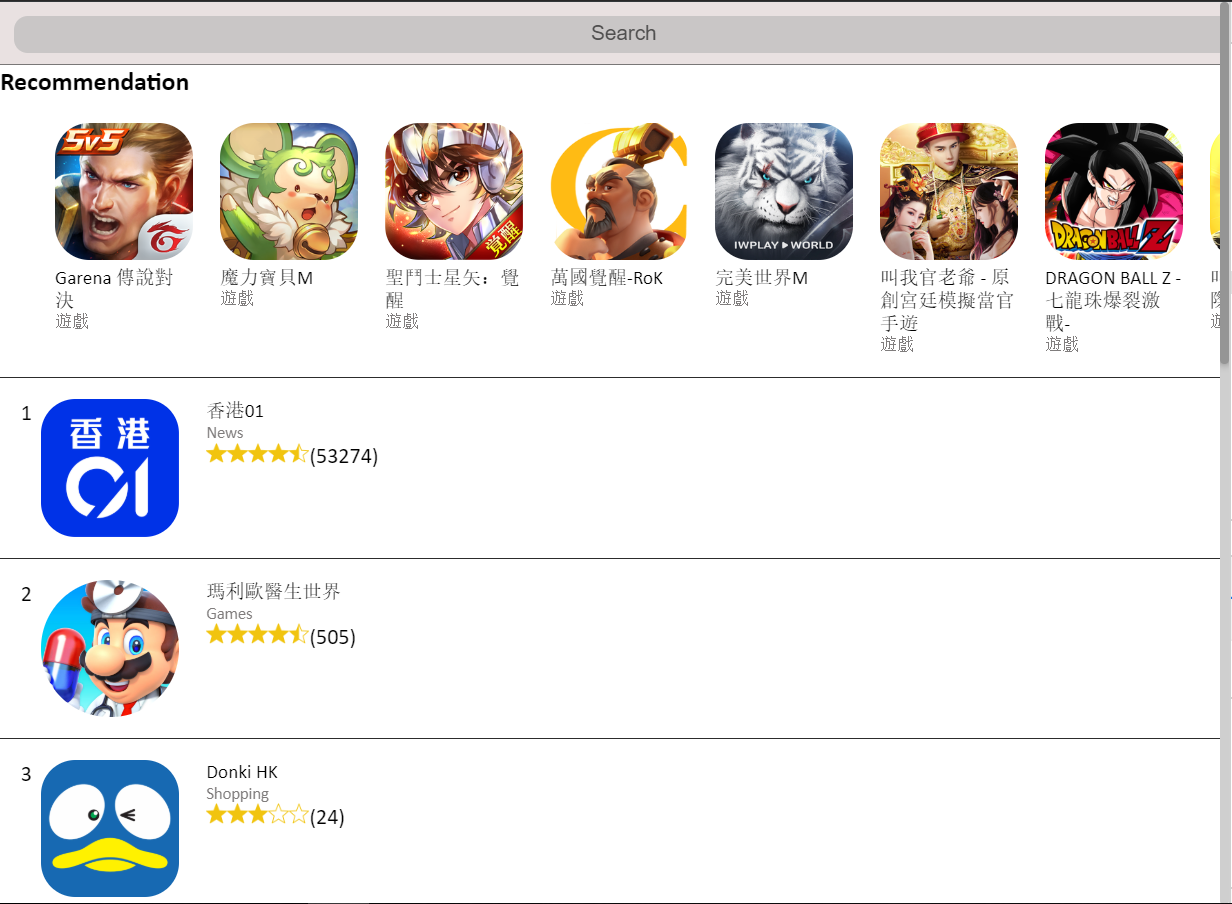 Search
Recommendation
5v5
覺醒
IWPLAY ▶ WORLD
DRAGON BALL Z
Garena 傳說對
決
遊戲
魔力寶貝M
遊戲
聖鬥士星矢：覺
醒
遊戲
萬國覺醒-RoK
遊戲
完美世界M
遊戲
叫我官老爺 - 原
創宮廷模擬當官
手遊
遊戲
DRAGON BALL Z -
七龍珠爆裂激
戰-
遊戲
1
香港
01
香港01
News
(53274)
2
瑪利歐醫生世界
Games
(505)
3
Donki HK
Shopping
(24)